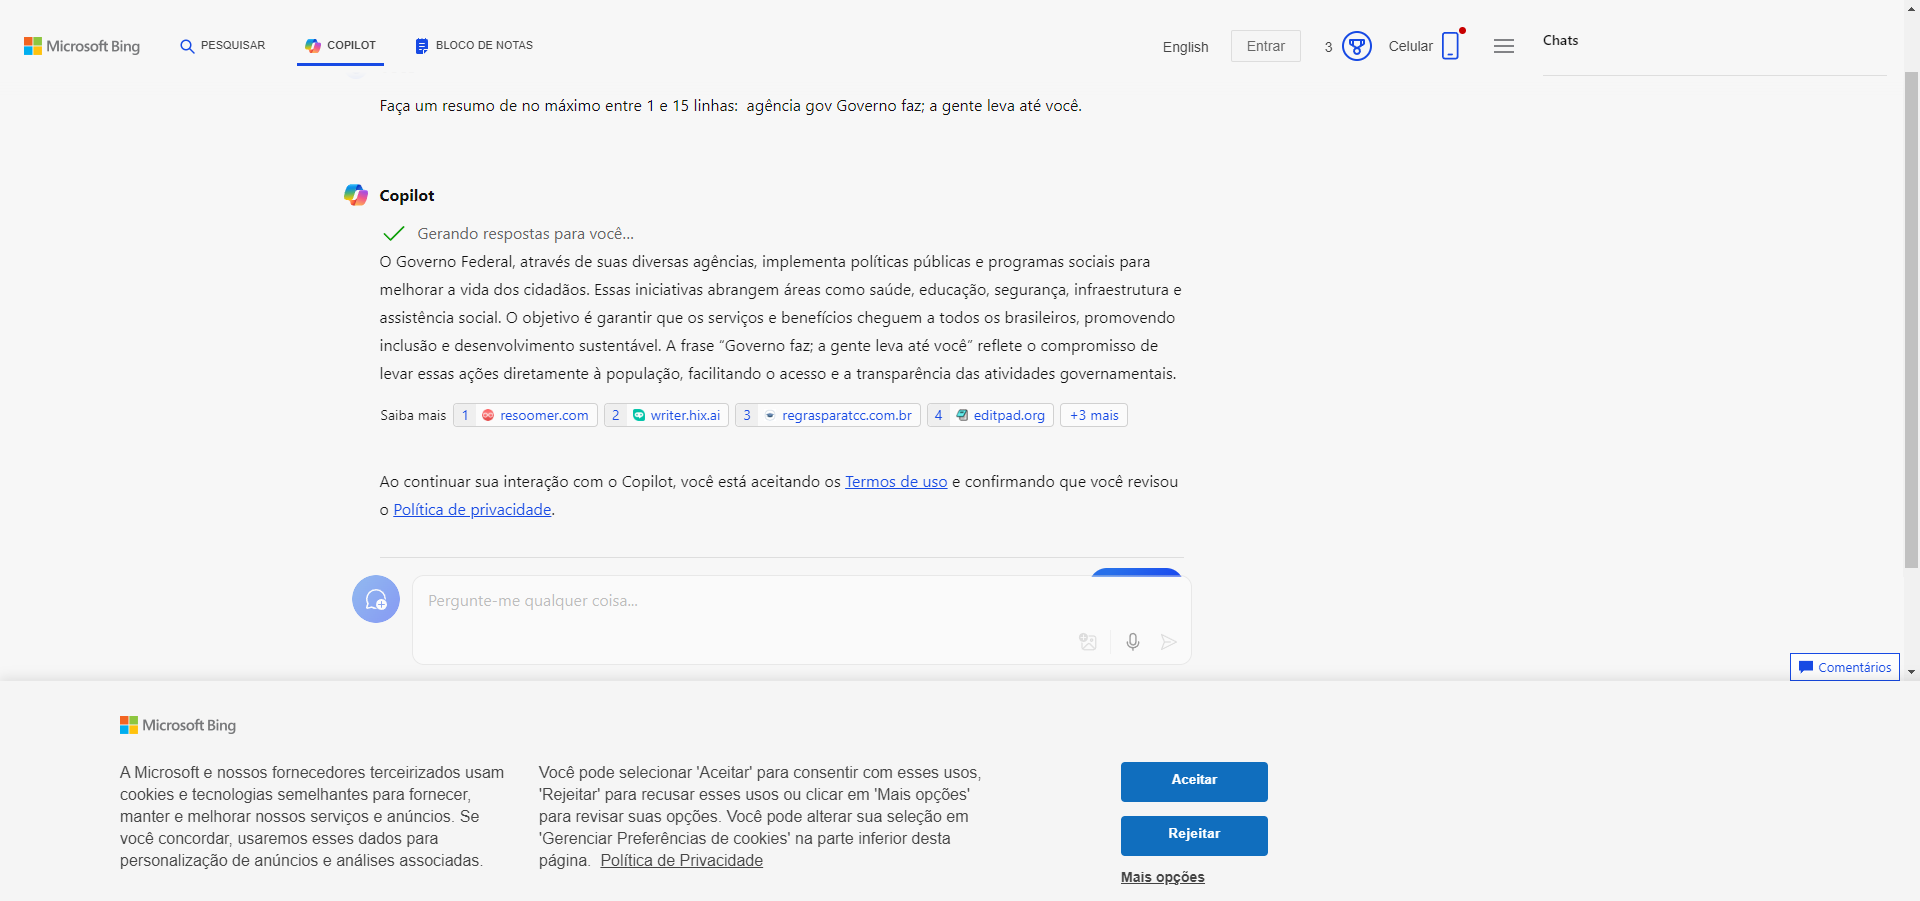 Microsoft Bing
PESQUISAR
COPILOT
BLOCO DE NOTAS
English
Entrar
3
Celular
Chats
Faça um resumo de no máximo entre 1 e 15 linhas:  agência gov Governo faz; a gente leva até você.
Copilot
Gerando respostas para você...
O Governo Federal, através de suas diversas agências, implementa políticas públicas e programas sociais para
melhorar a vida dos cidadãos. Essas iniciativas abrangem áreas como saúde, educação, segurança, infraestrutura e
assistência social. O objetivo é garantir que os serviços e benefícios cheguem a todos os brasileiros, promovendo
inclusão e desenvolvimento sustentável. A frase “Governo faz; a gente leva até você” reflete o compromisso de
levar essas ações diretamente à população, facilitando o acesso e a transparência das atividades governamentais.
Saiba mais 1 resoomer.com 2 writer.hix.ai 3 regrasparatcc.com.br 4 editpad.org +3 mais
Ao continuar sua interação com o Copilot, você está aceitando os Termos de uso e confirmando que você revisou
o Política de privacidade.
Pergunte-me qualquer coisa...
Comentários
Microsoft Bing
A Microsoft e nossos fornecedores terceirizados usam
cookies e tecnologias semelhantes para fornecer,
manter e melhorar nossos serviços e anúncios. Se
você concordar, usaremos esses dados para
personalização de anúncios e análises associadas.
Você pode selecionar 'Aceitar' para consentir com esses usos,
'Rejeitar' para recusar esses usos ou clicar em 'Mais opções'
para revisar suas opções. Você pode alterar sua seleção em
'Gerenciar Preferências de cookies' na parte inferior desta
página.  Política de Privacidade
Aceitar
Rejeitar
Mais opções